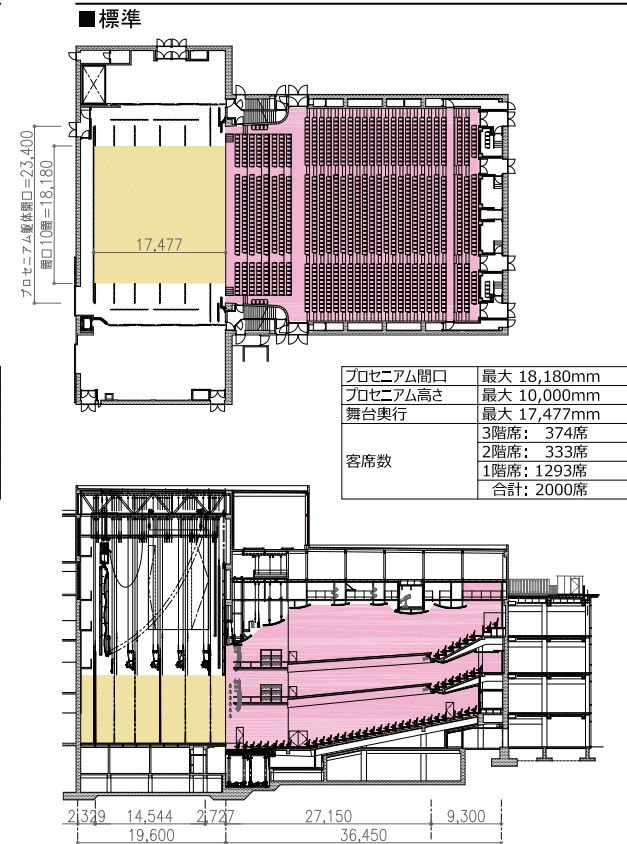 ■標準
プロセニアム躯体開口=23,400
間口10間=18,180
17,477
プロセニアム間口 最大 18,180mm
プロセニアム高さ 最大 10,000mm
舞台奥行 最大 17,477mm
客席数 3階席: 374席
2階席: 333席
1階席: 1293席
合計: 2000席
2,329 14,544 2,727 27,150 9,300
19,600 36,450